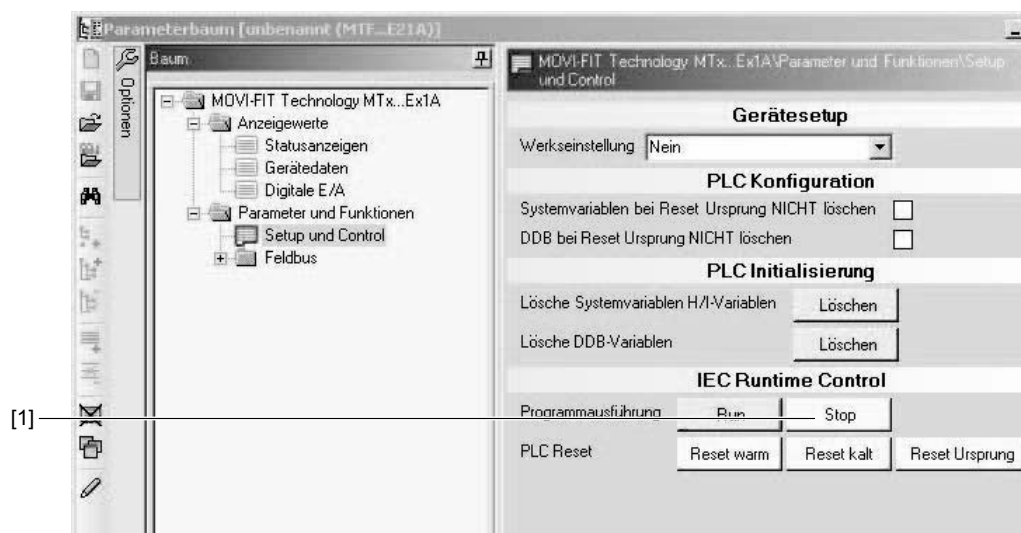 Parameterbaum [unbenannt (MTF...E21A)]
Optionen
Baum
MOVI-FIT Technology MTx...Ex1A
Anzeigewerte
Statusanzeigen
Gerätedaten
Digitale E/A
Parameter und Funktionen
Setup und Control
Feldbus
MOVI-FIT Technology MTx...Ex1A\Parameter und Funktionen\Setup
und Control
Gerätesetup
Werkseinstellung Nein
PLC Konfiguration
Systemvariablen bei Reset Ursprung NICHT löschen
DDB bei Reset Ursprung NICHT löschen
PLC Initialisierung
Lösche Systemvariablen H/I-Variablen Löschen
Lösche DDB-Variablen Löschen
IEC Runtime Control
[1] Programmausführung Run Stop
PLC Reset Reset warm Reset kalt Reset Ursprung